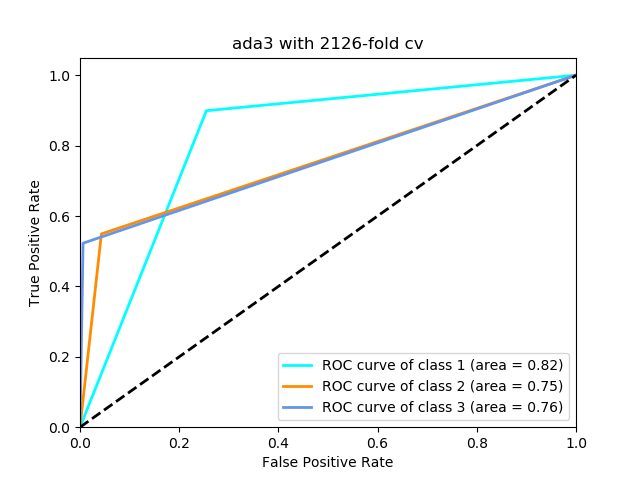 ada3 with 2126-fold cv
True Positive Rate
1.0
0.8
0.6
0.4
0.2
0.0
ROC curve of class 1 (area = 0.82)
ROC curve of class 2 (area = 0.75)
ROC curve of class 3 (area = 0.76)
0.0 0.2 0.4 0.6 0.8 1.0
False Positive Rate